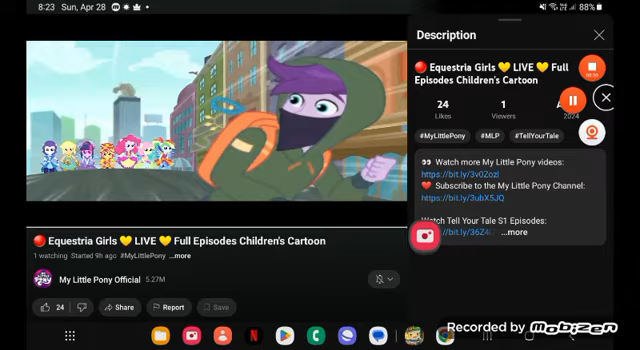 8:23 Sun, Apr 28
88%
Description
🔴 Equestria Girls 💛 LIVE 💛 Full
Episodes Children's Cartoon
24
1
Likes
Viewers
2024
#MyLittlePony
#MLP
#TellYourTale
👀 Watch more My Little Pony videos:
https://bit.ly/3v0Zozl
❤️ Subscribe to the My Little Pony Channel:
https://bit.ly/3ubX5JQ
Watch Tell Your Tale S1 Episodes:
...more
🔴 Equestria Girls 💛 LIVE 💛 Full Episodes Children's Cartoon
1 watching Started 9h ago #MyLittlePony ...more
My Little Pony Official 5.27M
24
Share
Report
Save
Recorded by Mobizen